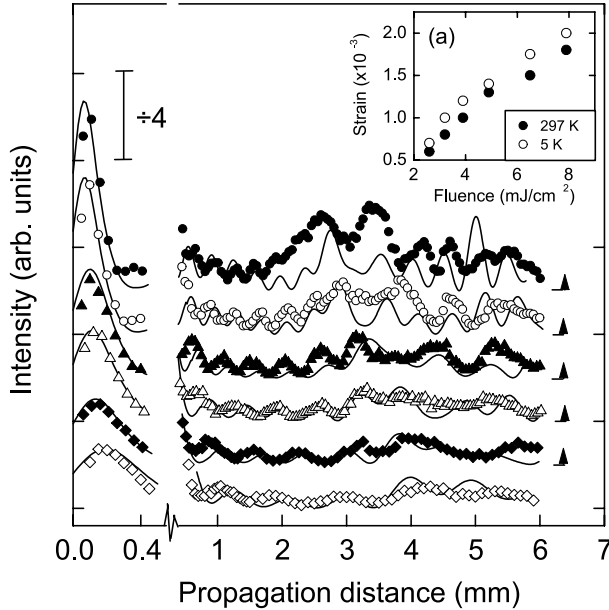 (a)
÷4
Intensity (arb. units)
Strain (x10⁻³)
2.0
1.5
1.0
0.5
297 K
5 K
2 4 6 8
Fluence (mJ/cm²)
0.0 0.4 1 2 3 4 5 6 7
Propagation distance (mm)